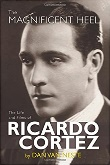 The
MAGNIFICENT HEEL
The Life
and Films of
RICARDO
CORTEZ
by DAN VAN NESTE